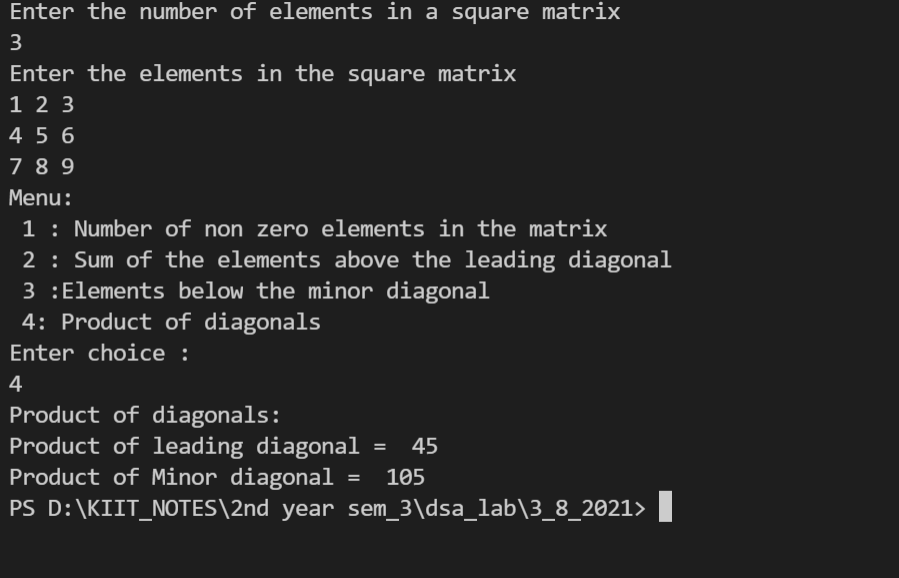 Enter the number of elements in a square matrix
3
Enter the elements in the square matrix
1 2 3
4 5 6
7 8 9
Menu:
 1 : Number of non zero elements in the matrix
 2 : Sum of the elements above the leading diagonal
 3 :Elements below the minor diagonal
 4: Product of diagonals
Enter choice :
4
Product of diagonals:
Product of leading diagonal =  45
Product of Minor diagonal =  105
PS D:\KIIT_NOTES\2nd year sem_3\dsa_lab\3_8_2021>